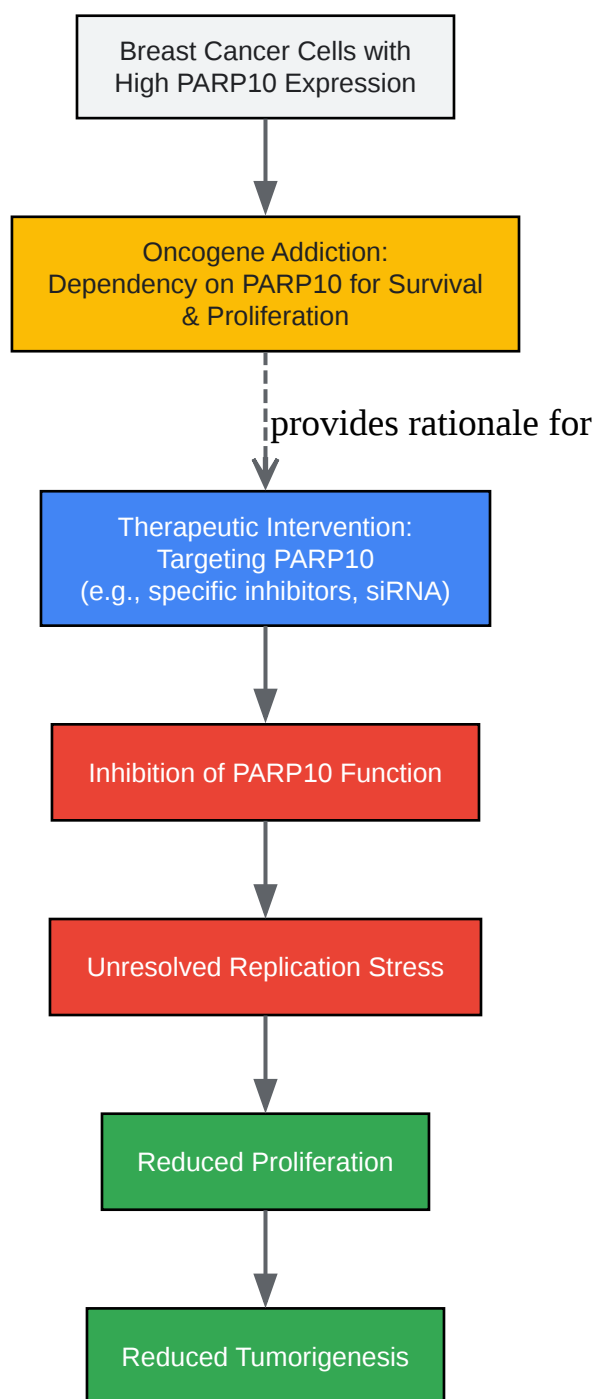 Breast Cancer Cells with
High PARP10 Expression
Oncogene Addiction:
Dependency on PARP10 for Survival
& Proliferation
provides rationale for
Therapeutic Intervention:
Targeting PARP10
(e.g., specific inhibitors, siRNA)
Inhibition of PARP10 Function
Unresolved Replication Stress
Reduced Proliferation
Reduced Tumorigenesis